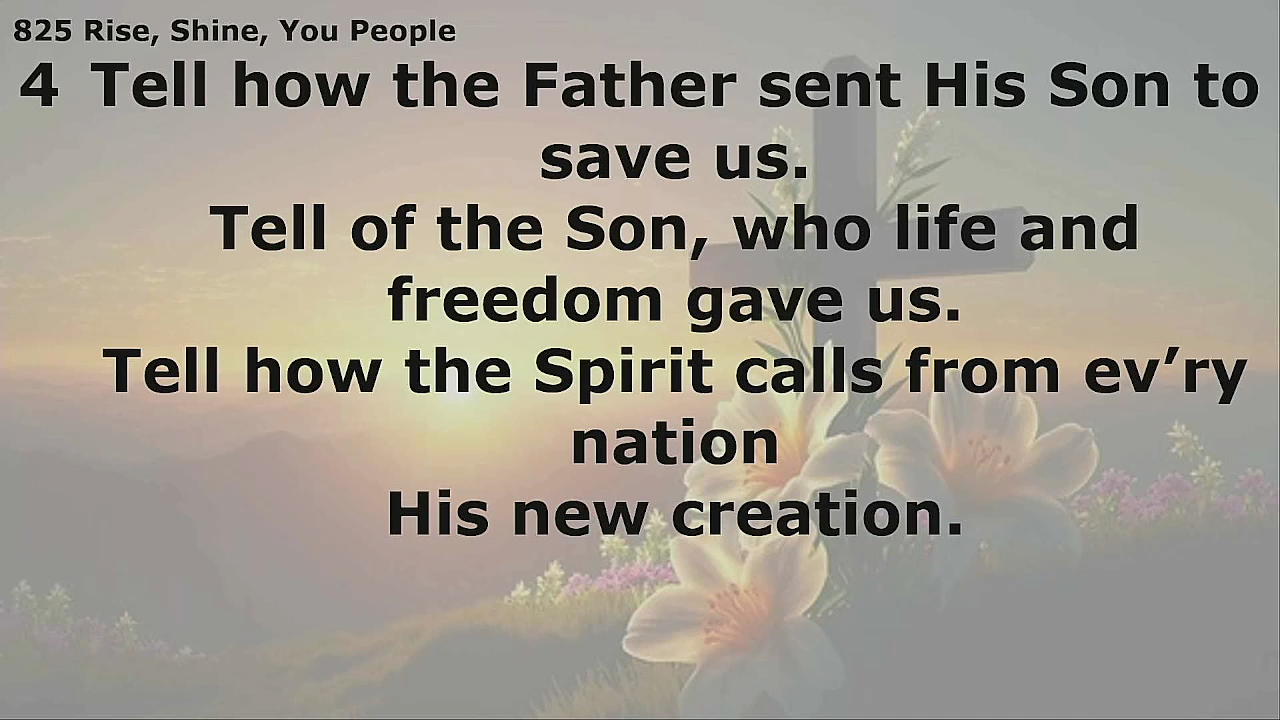 825 Rise, Shine, You People
4 Tell how the Father sent His Son to
save us.
Tell of the Son, who life and
freedom gave us.
Tell how the Spirit calls from ev’ry
nation
His new creation.